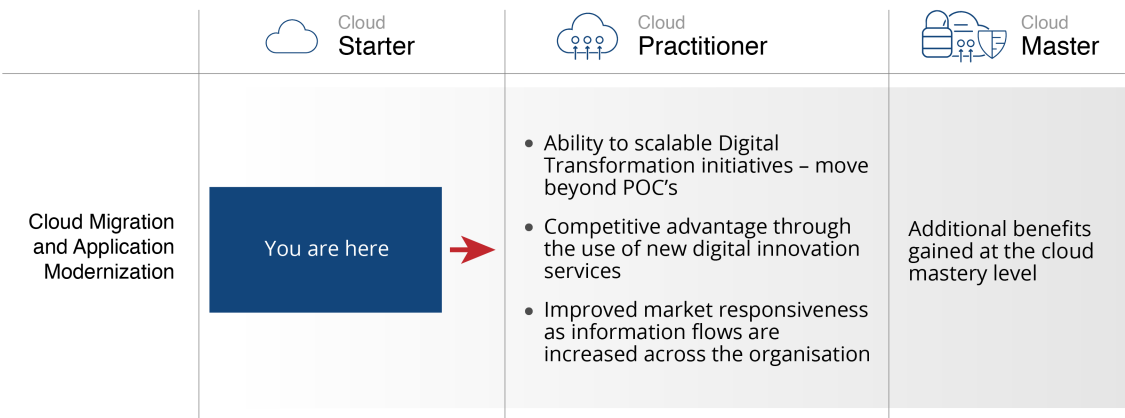 Cloud
Starter
Cloud
Practitioner
Cloud
Master
Cloud Migration
and Application
Modernization
You are here
• Ability to scalable Digital
Transformation initiatives – move
beyond POC’s
• Competitive advantage through
the use of new digital innovation
services
• Improved market responsiveness
as information flows are
increased across the organisation
Additional benefits
gained at the cloud
mastery level